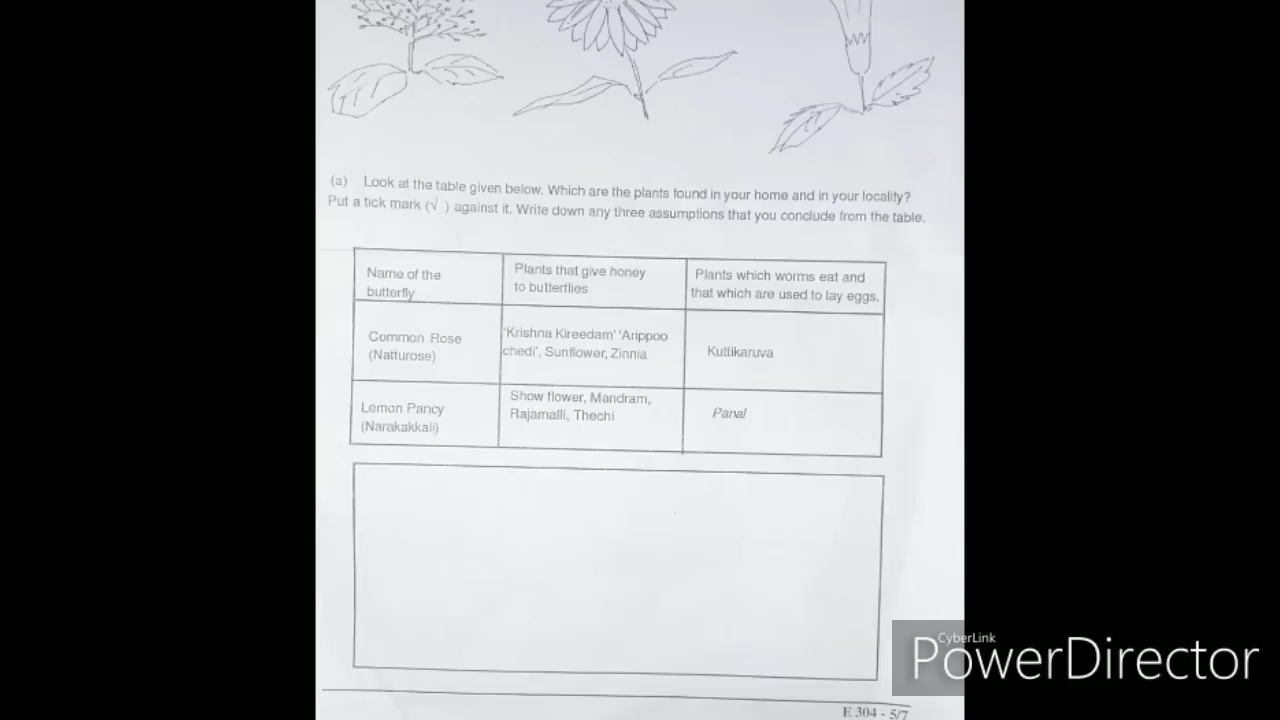 (a) Look at the table given below. Which are the plants found in your home and in your locality?
Put a tick mark (√ ) against it. Write down any three assumptions that you conclude from the table.
Name of the
butterfly
Plants that give honey
to butterflies
Plants which worms eat and
that which are used to lay eggs.
Common Rose
(Natturose)
'Krishna Kireedam' 'Arippoo
chedi', Sunflower, Zinnia
Kuttikaruva
Lemon Pancy
(Narakakkali)
Show flower, Mandram,
Rajamalli, Thechi
Panal
E 304 - 5/7
CyberLink
PowerDirector